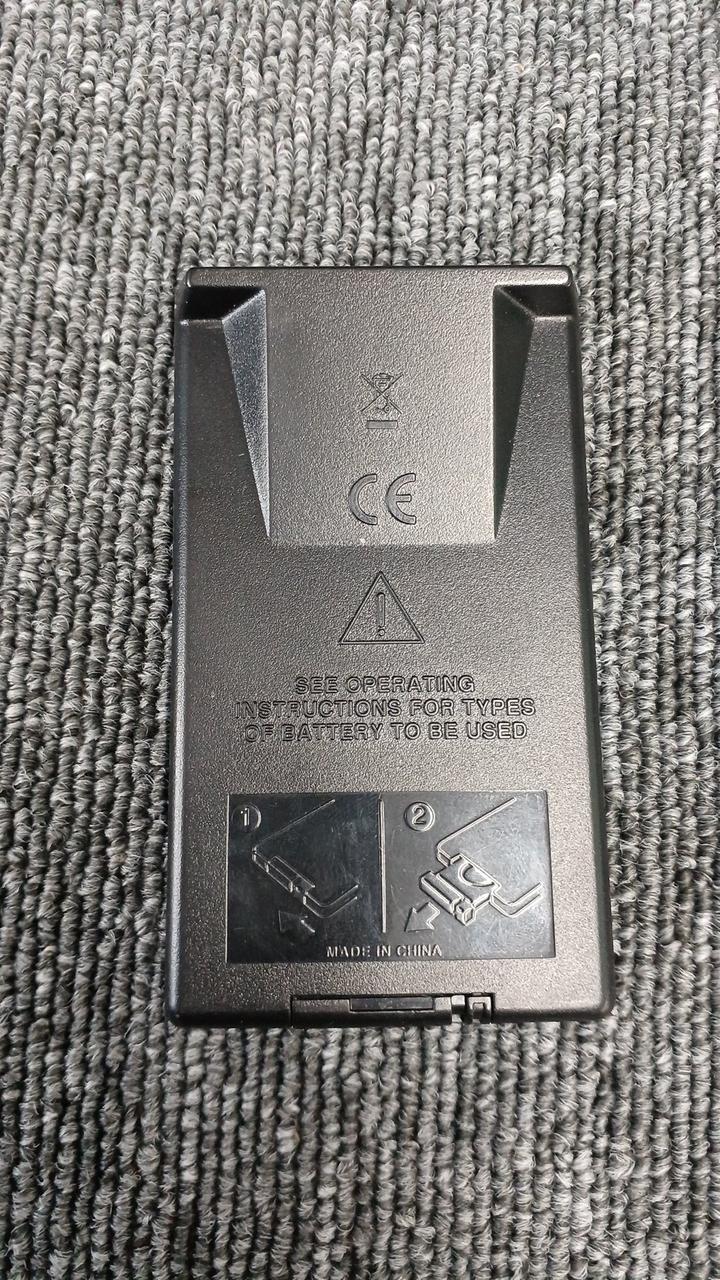 CE
SEE OPERATING
INSTRUCTIONS FOR TYPES
OF BATTERY TO BE USED
1
2
MADE IN CHINA